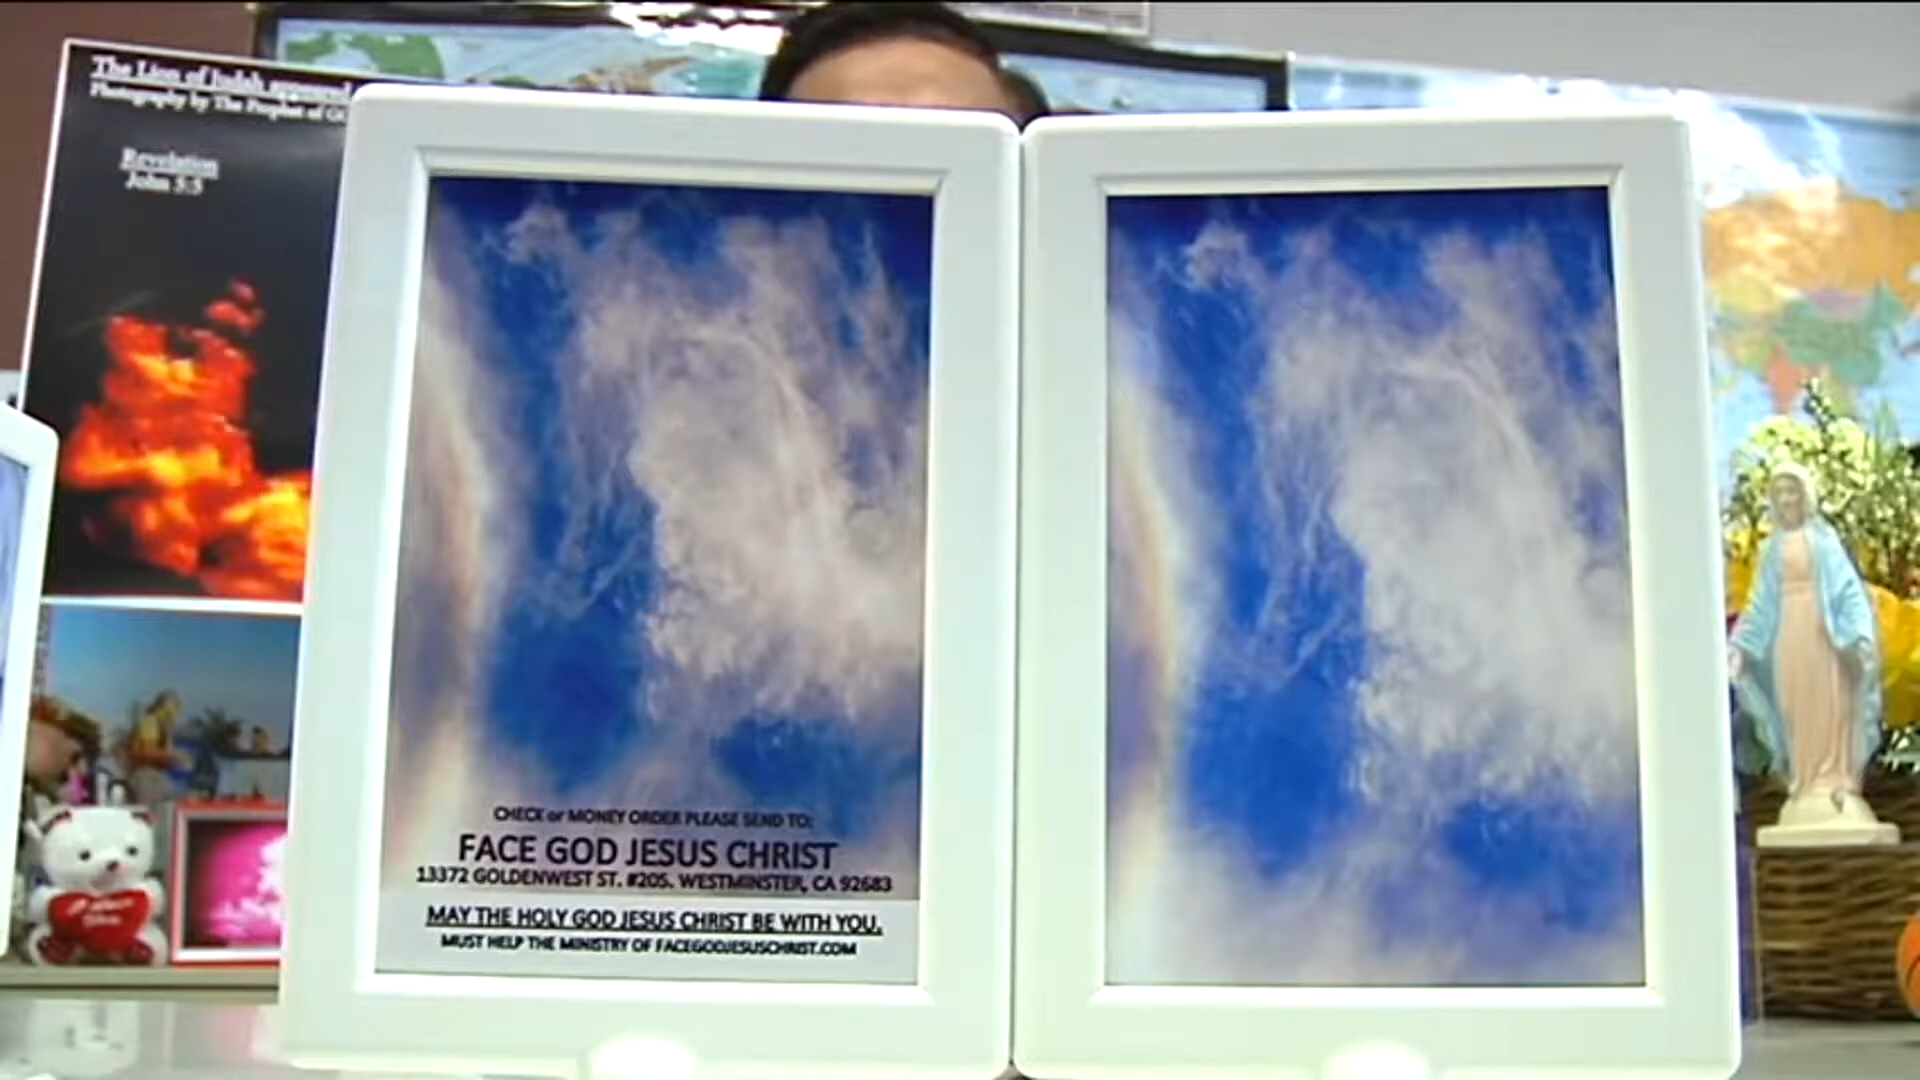 The Lion of Judah appeared
Photography by The Prophet of GO
Revelation
John 5:5
CHECK or MONEY ORDER PLEASE SEND TO:
FACE GOD JESUS CHRIST
13372 GOLDENWEST ST. #205. WESTMINSTER, CA 92683
MAY THE HOLY GOD JESUS CHRIST BE WITH YOU.
MUST HELP THE MINISTRY OF FACEGODJESUSCHRIST.COM